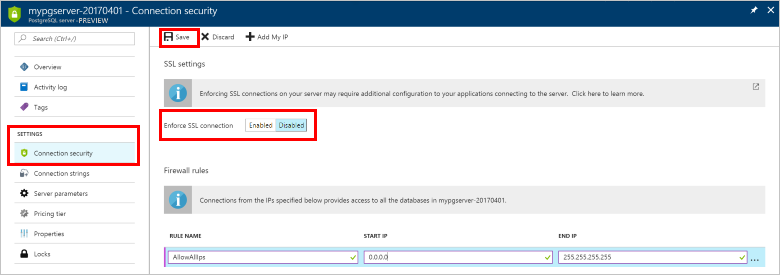 mypgserver-20170401 - Connection security
PostgreSQL server - PREVIEW
Search (Ctrl+/)
Overview
Activity log
Tags
SETTINGS
Connection security
Connection strings
Server parameters
Pricing tier
Properties
Locks
Save Discard Add My IP
SSL settings
Enforcing SSL connections on your server may require additional configuration to your applications connecting to the server. Click here to learn more.
Enforce SSL connection Enabled Disabled
Firewall rules
Connections from the IPs specified below provides access to all the databases in mypgserver-20170401.
RULE NAME START IP END IP
AllowAllIps 0.0.0.0 255.255.255.255 ...